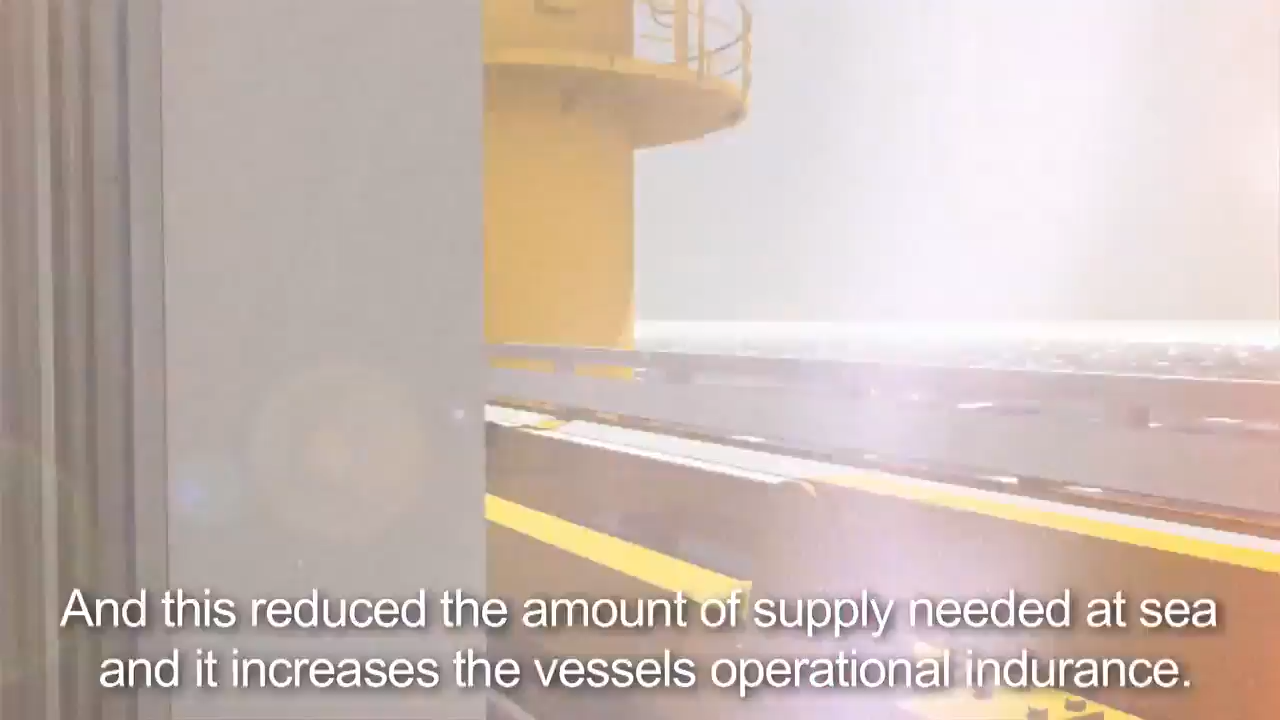 And this reduced the amount of supply needed at sea
and it increases the vessels operational indurance.